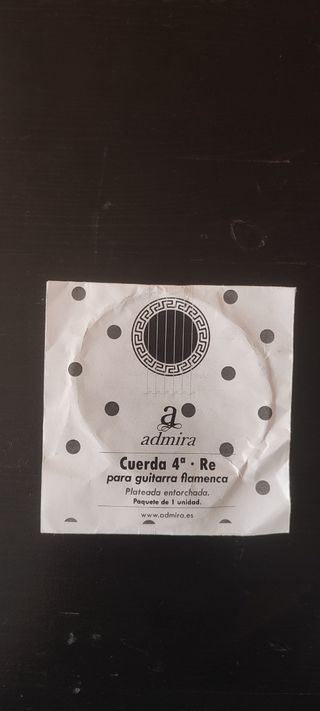 a
admira
Cuerda 4ª · Re
para guitarra flamenca
Plateada entorchada.
Paquete de 1 unidad.
www.admira.es